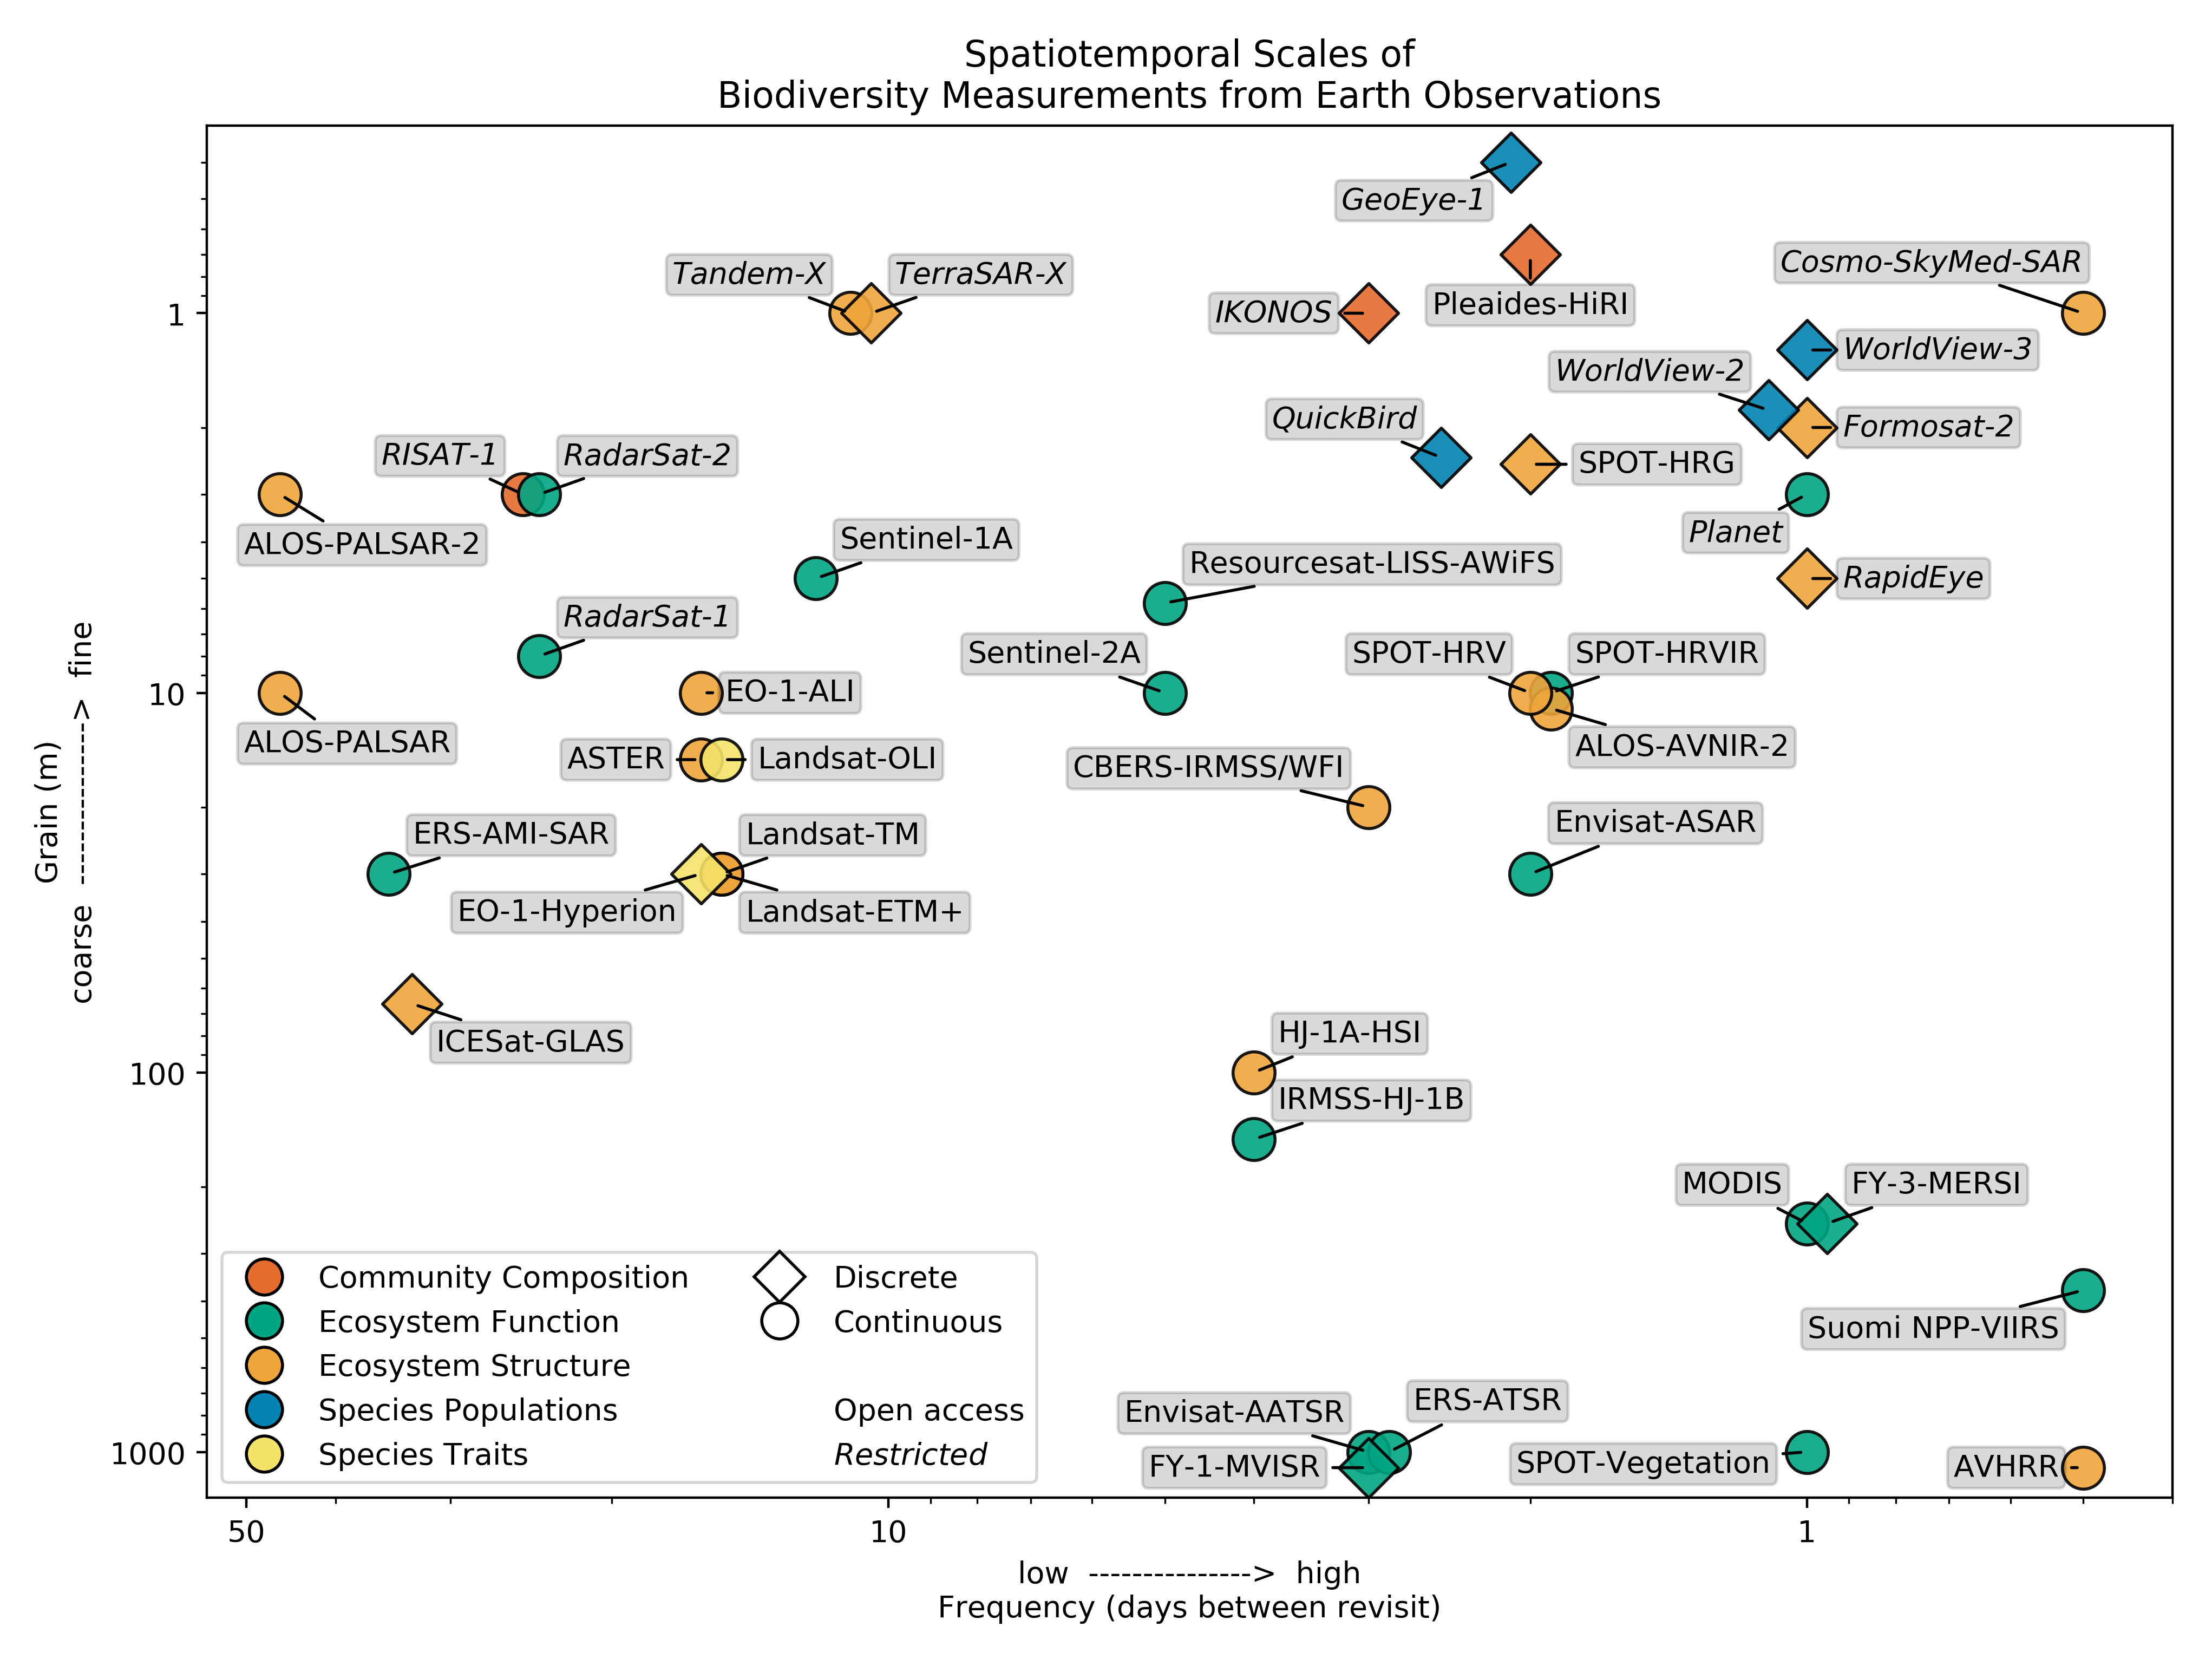 Spatiotemporal Scales of
Biodiversity Measurements from Earth Observations
GeoEye-1
Tandem-X
TerraSAR-X
Cosmo-SkyMed-SAR
IKONOS
Pleaides-HiRI
WorldView-3
WorldView-2
QuickBird
Formosat-2
RISAT-1
RadarSat-2
SPOT-HRG
Planet
ALOS-PALSAR-2
Sentinel-1A
Resourcesat-LISS-AWiFS
RapidEye
RadarSat-1
Sentinel-2A
SPOT-HRV
SPOT-HRVIR
EO-1-ALI
ALOS-PALSAR
ASTER
Landsat-OLI
ALOS-AVNIR-2
CBERS-IRMSS/WFI
ERS-AMI-SAR
Landsat-TM
Envisat-ASAR
EO-1-Hyperion
Landsat-ETM+
ICESat-GLAS
HJ-1A-HSI
IRMSS-HJ-1B
MODIS
FY-3-MERSI
Suomi NPP-VIIRS
Envisat-AATSR
ERS-ATSR
FY-1-MVISR
SPOT-Vegetation
AVHRR
Community Composition
Ecosystem Function
Ecosystem Structure
Species Populations
Species Traits
Discrete
Continuous
Open access
Restricted
1
10
100
1000
Grain (m)
coarse ---------------> fine
50
10
1
low ---------------> high
Frequency (days between revisit)